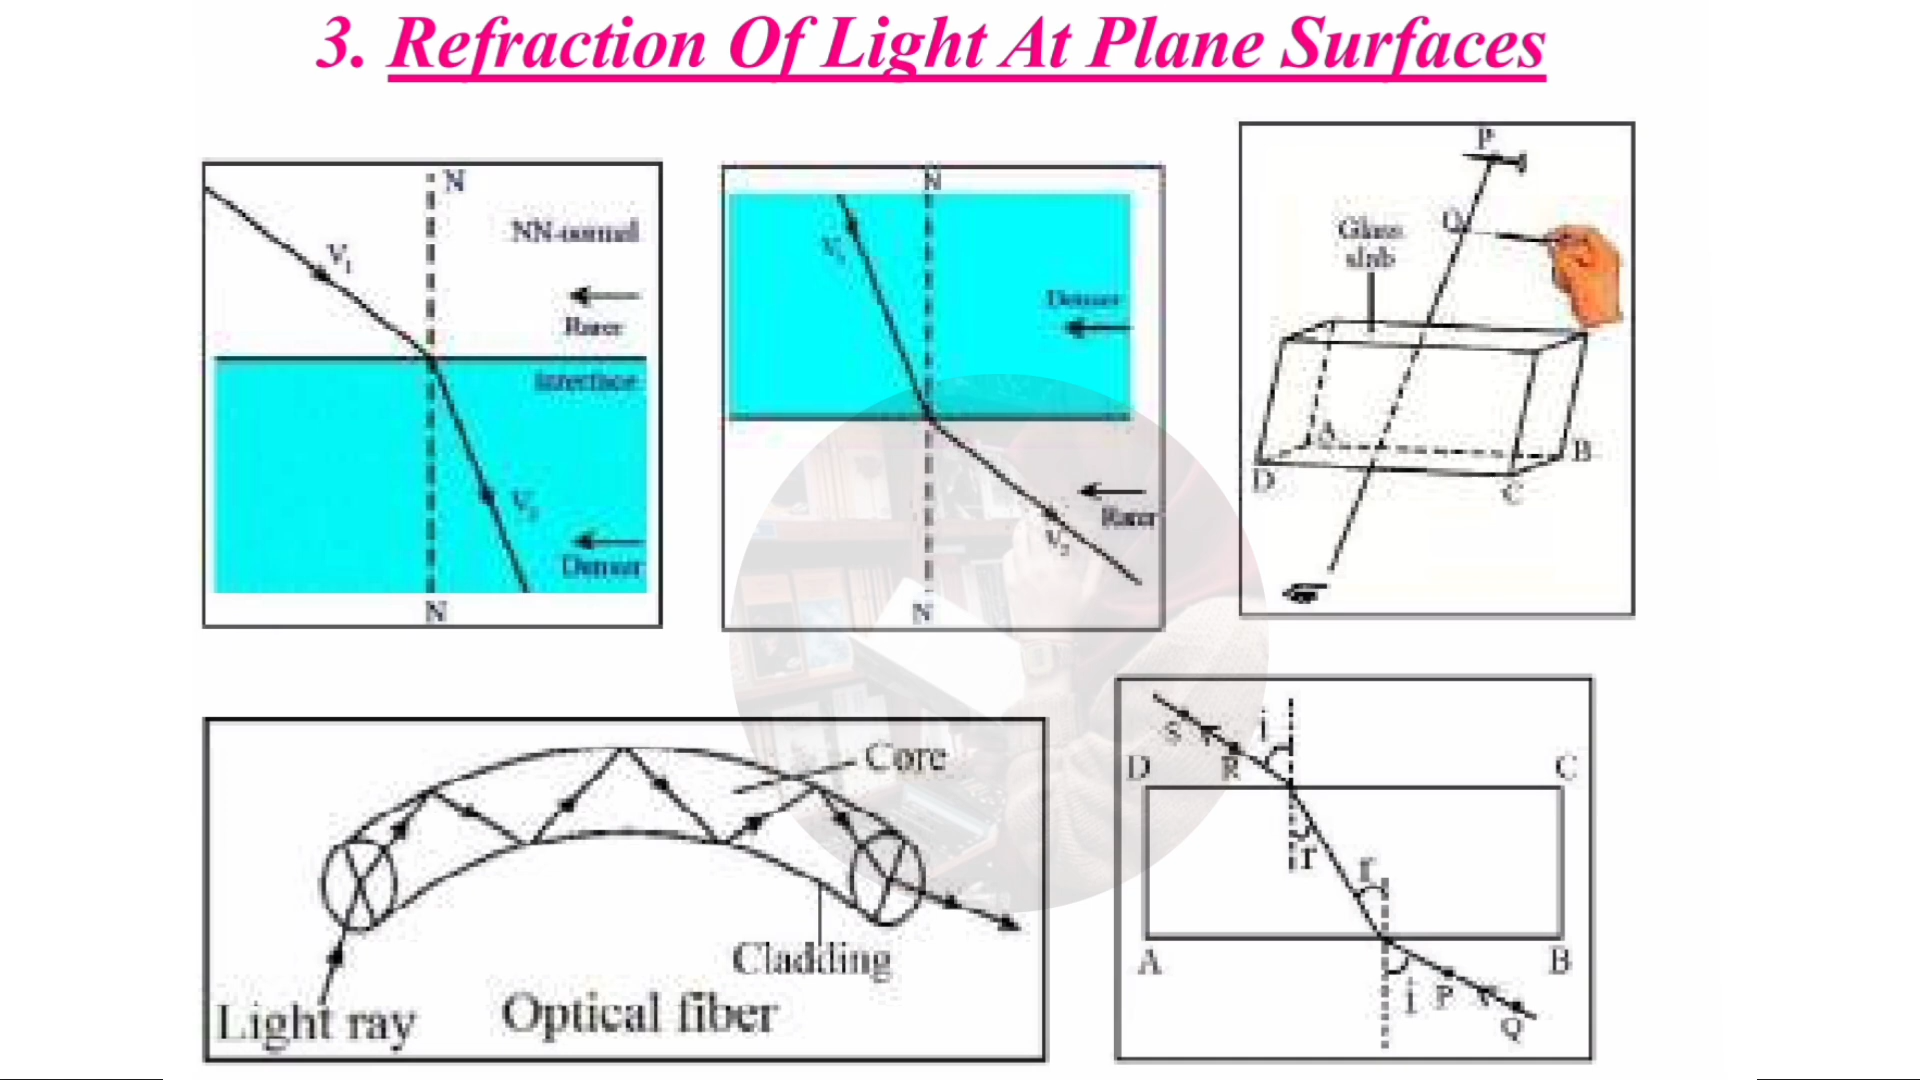 3. Refraction Of Light At Plane Surfaces
N
V1
NN-normal
Rarer
Interface
V2
Denser
N
N
V1
Denser
Rarer
V2
N
P
Q
Glass
slab
A
B
D
C
Core
Cladding
Light ray
Optical fiber
S
i
R
D
C
r
r
A
B
i
P
Q